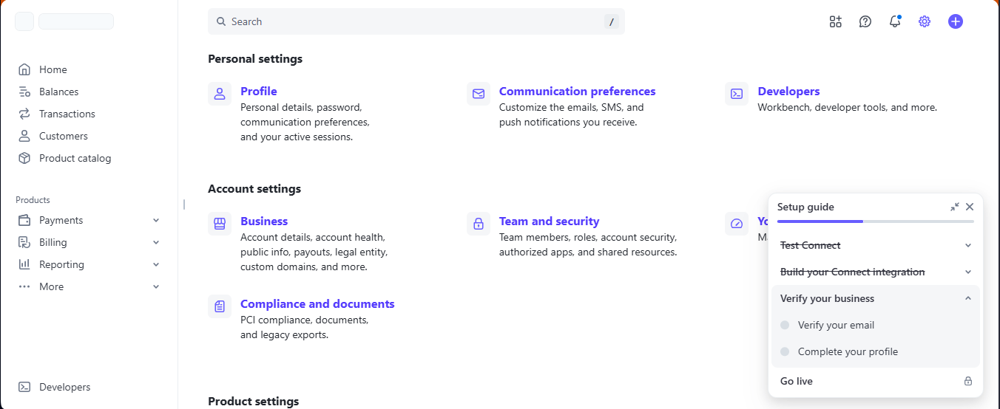 Search
/
Home
Balances
Transactions
Customers
Product catalog
Products
Payments
Billing
Reporting
More
Developers
Personal settings
Profile
Personal details, password,
communication preferences,
and your active sessions.
Communication preferences
Customize the emails, SMS, and
push notifications you receive.
Developers
Workbench, developer tools, and more.
Account settings
Business
Account details, account health,
public info, payouts, legal entity,
custom domains, and more.
Team and security
Team members, roles, account security,
authorized apps, and shared resources.
Compliance and documents
PCI compliance, documents,
and legacy exports.
Product settings
Setup guide
Test Connect
Build your Connect integration
Verify your business
Verify your email
Complete your profile
Go live